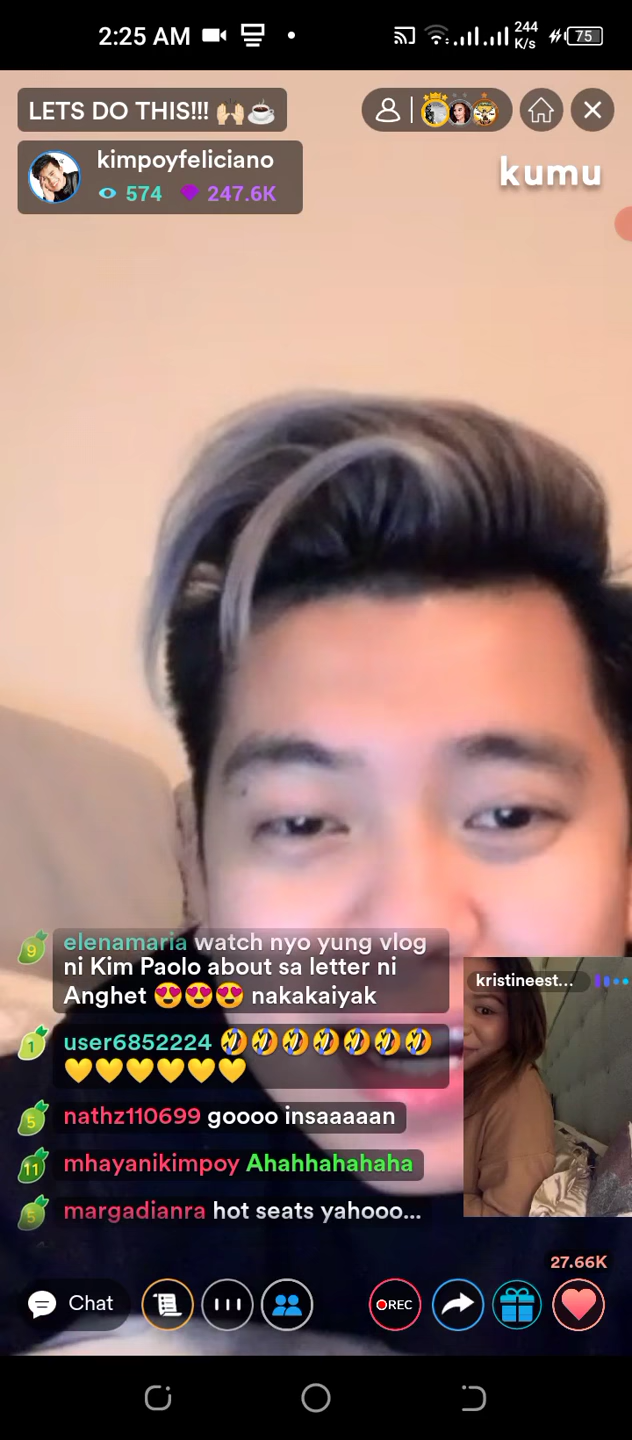 2:25 AM
244
K/s
75
LETS DO THIS!!! 🙌🏻☕
kimpoyfeliciano
574 247.6K
kumu
9 elenamaria watch nyo yung vlog
ni Kim Paolo about sa letter ni
Anghet 😍😍😍 nakakaiyak
1 user6852224 🤣🤣🤣🤣🤣🤣🤣
💛💛💛💛💛💛
5 nathz110699 goooo insaaaaan
11 mhayanikimpoy Ahahhahahaha
5 margadianra hot seats yahooo...
kristineest...
27.66K
Chat
REC